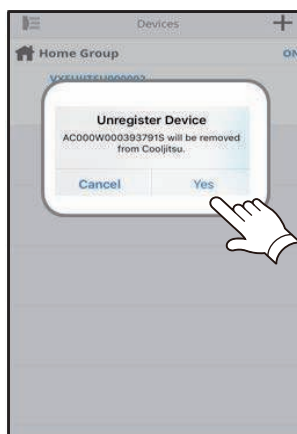 Devices
Home Group ON
Unregister Device
AC000W000393791S will be removed
from Cooljitsu.
Cancel Yes